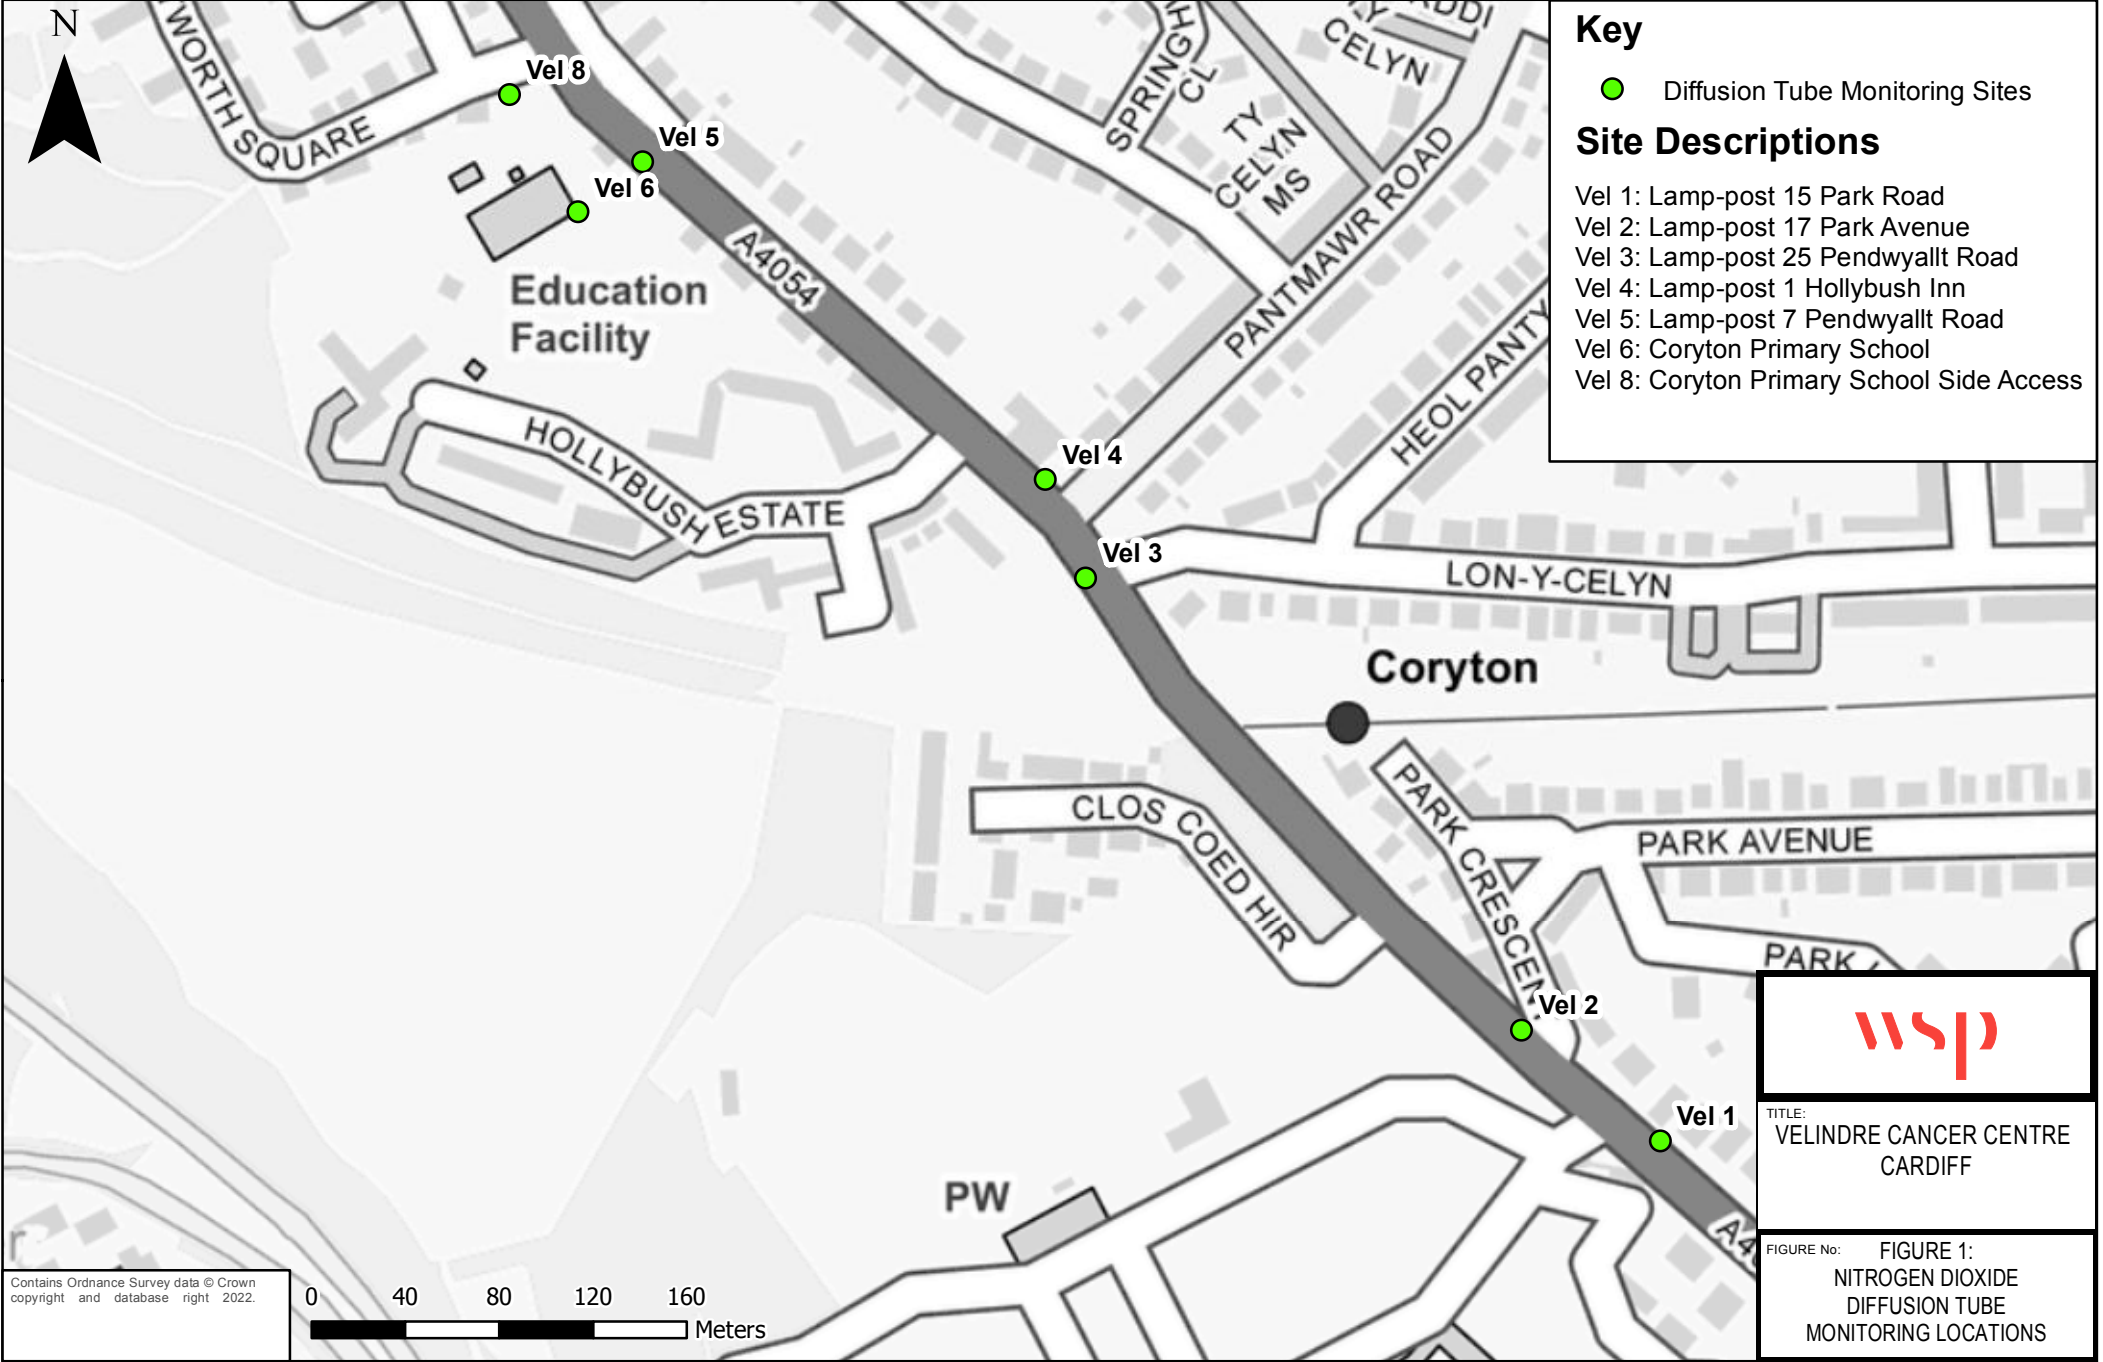 N
Key
Diffusion Tube Monitoring Sites
Site Descriptions
Vel 1: Lamp-post 15 Park Road
Vel 2: Lamp-post 17 Park Avenue
Vel 3: Lamp-post 25 Pendwyallt Road
Vel 4: Lamp-post 1 Hollybush Inn
Vel 5: Lamp-post 7 Pendwyallt Road
Vel 6: Coryton Primary School
Vel 8: Coryton Primary School Side Access
WORTH SQUARE
Vel 8
Vel 5
Vel 6
SPRINGH
CL
TY
CELYN
MS
CELYN
PANTMAWR ROAD
A4054
Education
Facility
HEOL PANTY
HOLLYBUSH ESTATE
Vel 4
Vel 3
LON-Y-CELYN
Coryton
CLOS COED HIR
PARK CRESCEN
PARK AVENUE
PARK
Vel 2
Vel 1
PW
A4
wsp
TITLE:
VELINDRE CANCER CENTRE
CARDIFF
FIGURE No:
FIGURE 1:
NITROGEN DIOXIDE
DIFFUSION TUBE
MONITORING LOCATIONS
Contains Ordnance Survey data © Crown
copyright and database right 2022.
0 40 80 120 160
Meters